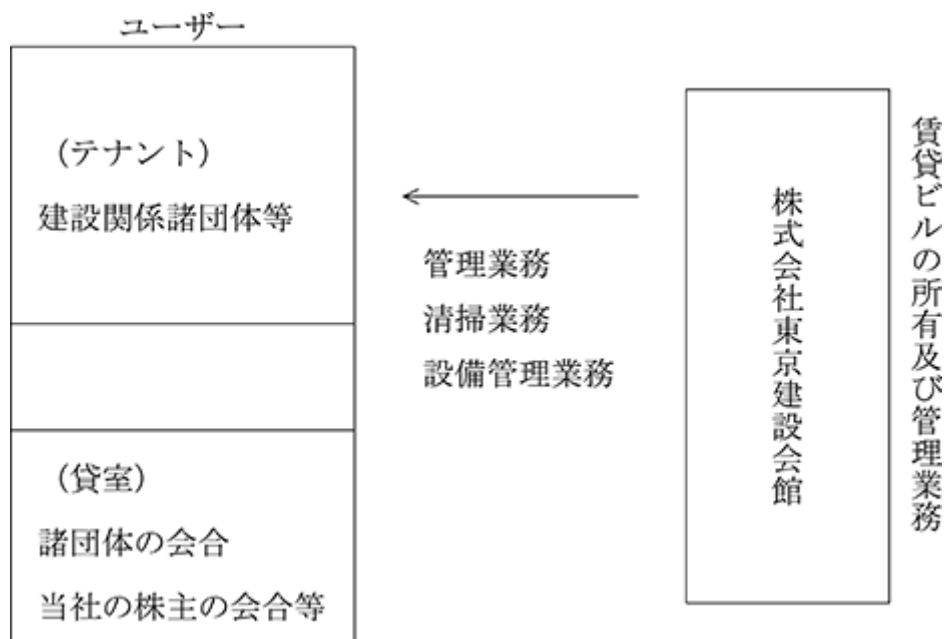 ユーザー
（テナント）
建設関係諸団体等
（貸室）
諸団体の会合
当社の株主の会合等
管理業務
清掃業務
設備管理業務
株式会社東京建設会館
賃貸ビルの所有及び管理業務